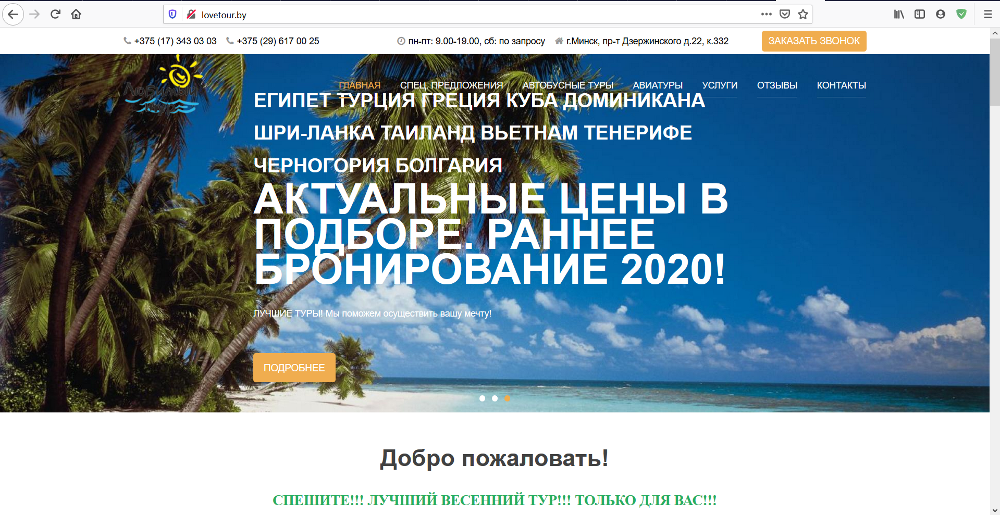 lovetour.by
+375 (17) 343 03 03 +375 (29) 617 00 25 пн-пт: 9.00-19.00, сб: по запросу г.Минск, пр-т Дзержинского д.22, к.332 ЗАКАЗАТЬ ЗВОНОК
Любимый
тур
ГЛАВНАЯ СПЕЦ. ПРЕДЛОЖЕНИЯ АВТОБУСНЫЕ ТУРЫ АВИАТУРЫ УСЛУГИ ОТЗЫВЫ КОНТАКТЫ
ЕГИПЕТ ТУРЦИЯ ГРЕЦИЯ КУБА ДОМИНИКАНА
ШРИ-ЛАНКА ТАИЛАНД ВЬЕТНАМ ТЕНЕРИФЕ
ЧЕРНОГОРИЯ БОЛГАРИЯ
АКТУАЛЬНЫЕ ЦЕНЫ В
ПОДБОРЕ. РАННЕЕ
БРОНИРОВАНИЕ 2020!
ЛУЧШИЕ ТУРЫ! Мы поможем осуществить вашу мечту!
ПОДРОБНЕЕ
Добро пожаловать!
СПЕШИТЕ!!! ЛУЧШИЙ ВЕСЕННИЙ ТУР!!! ТОЛЬКО ДЛЯ ВАС!!!